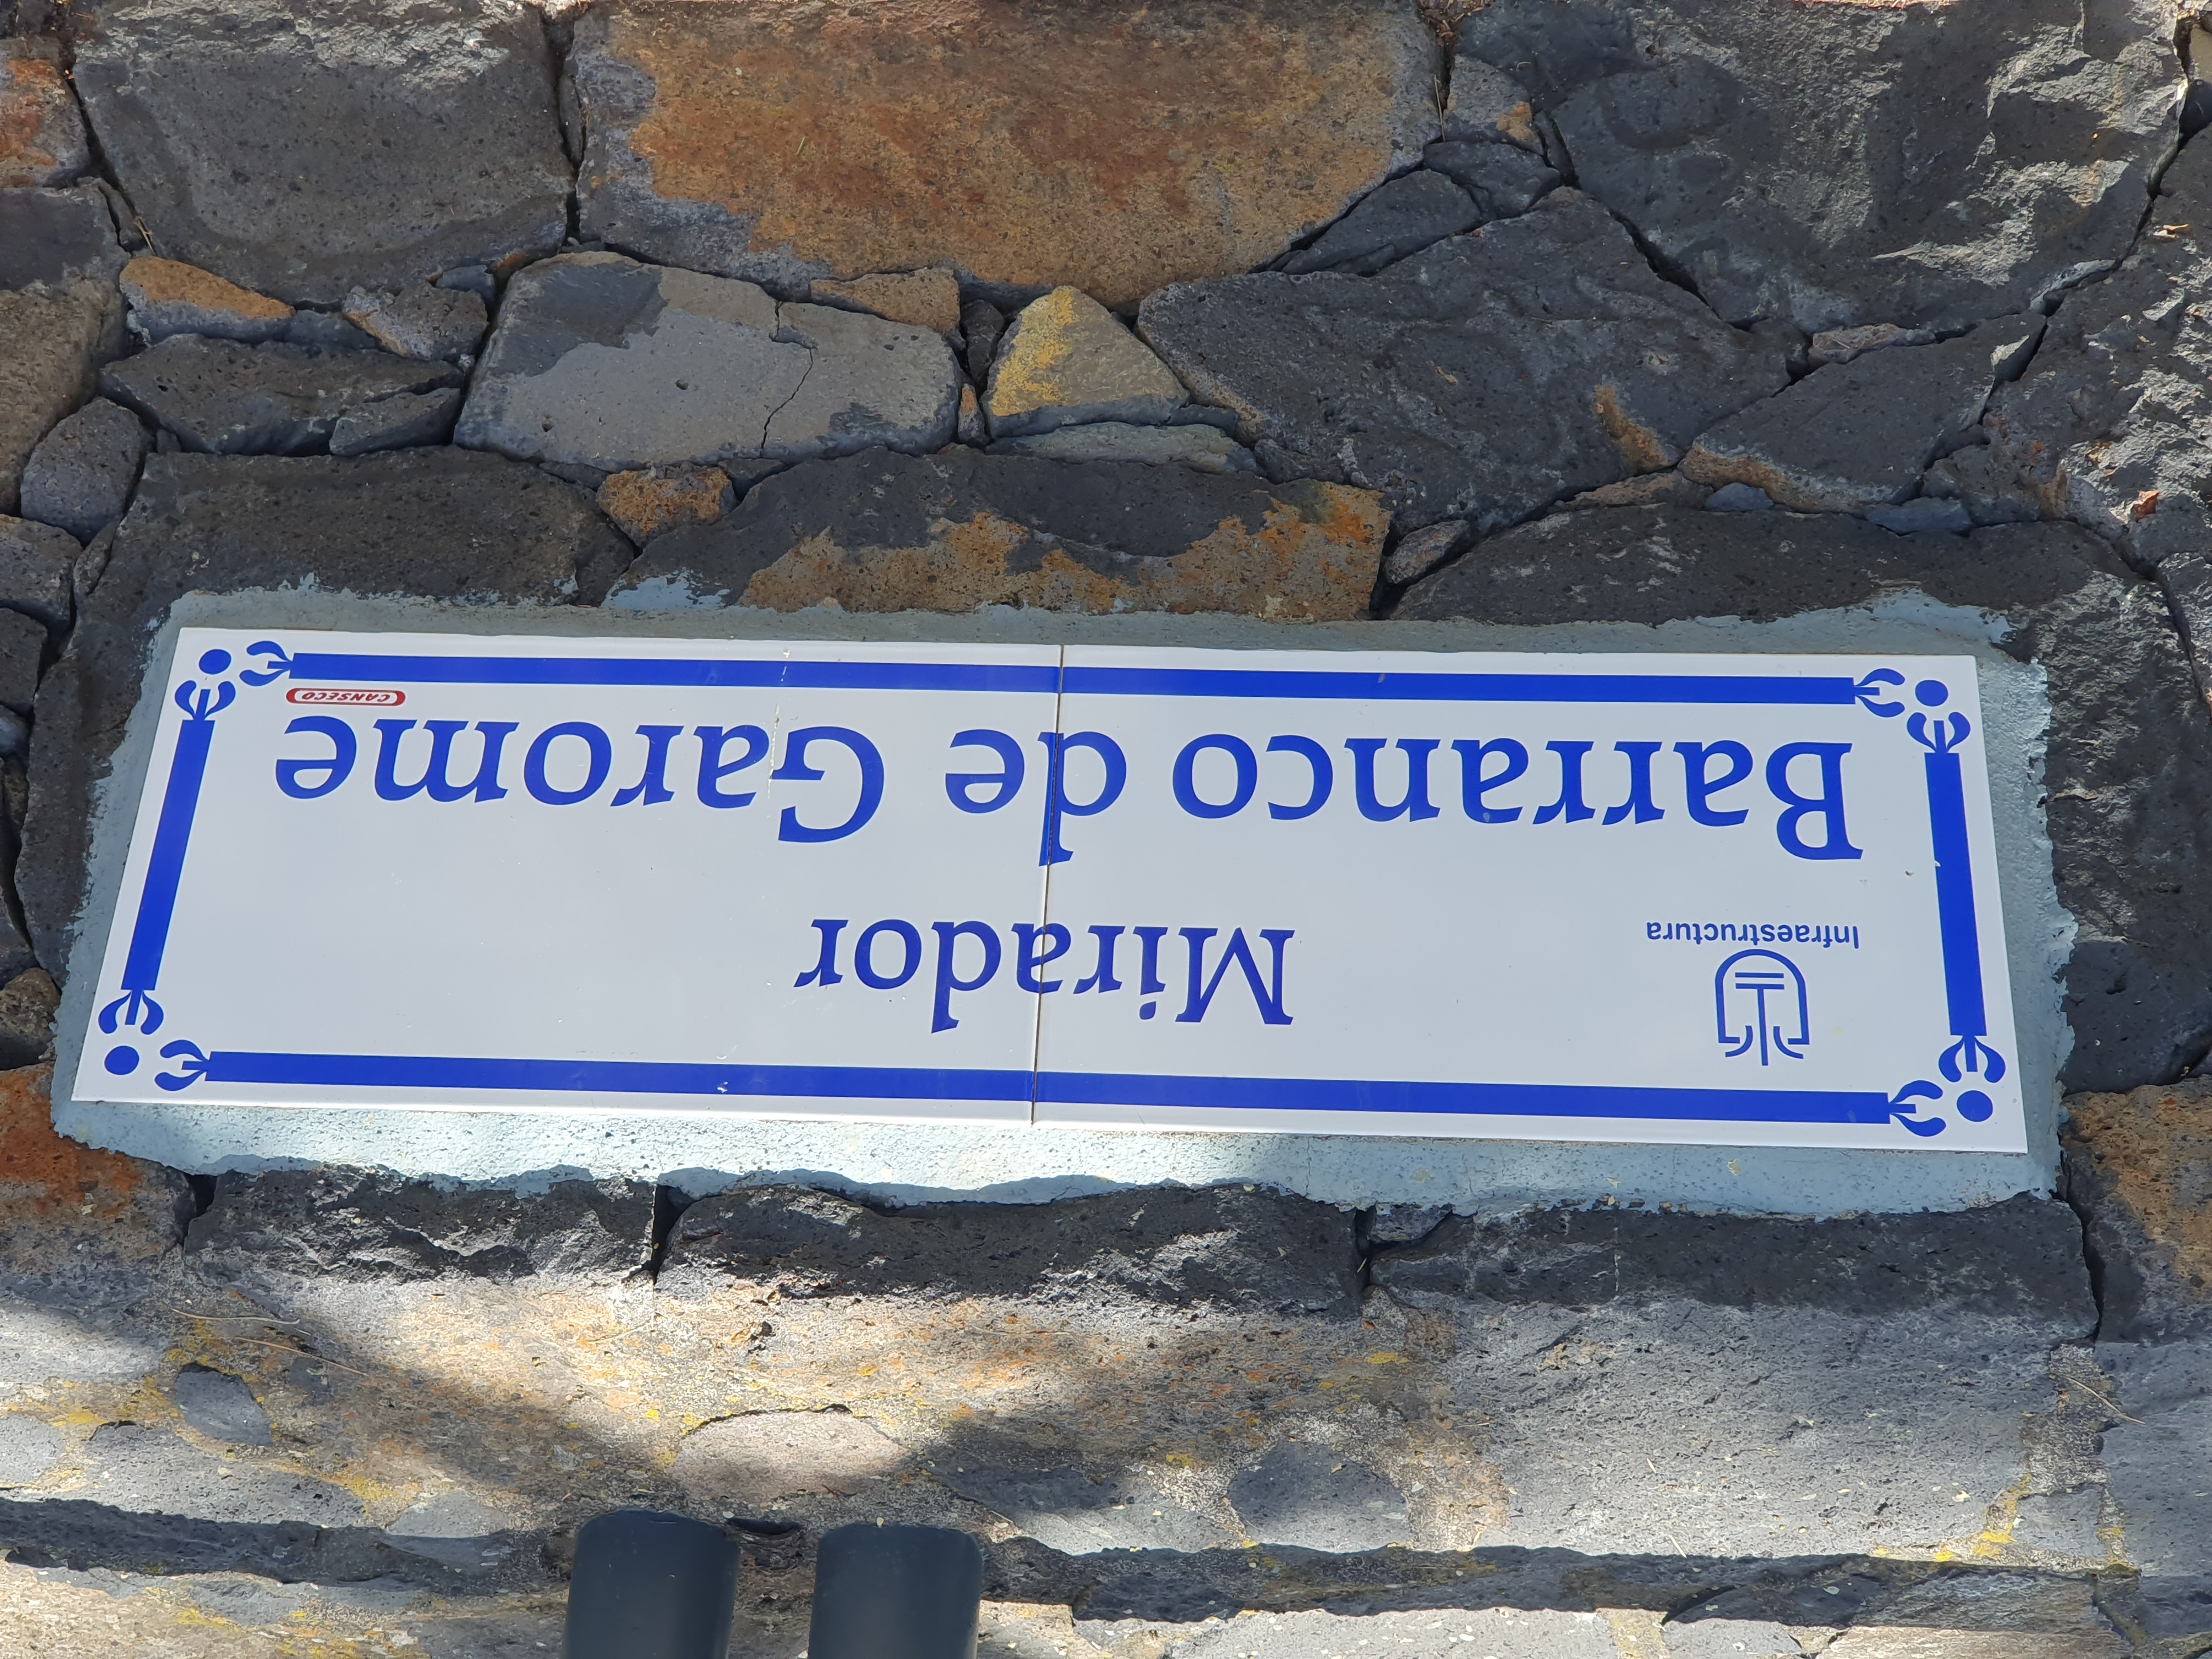 Infraestructura
Mirador
Barranco de Garome
CANSECO